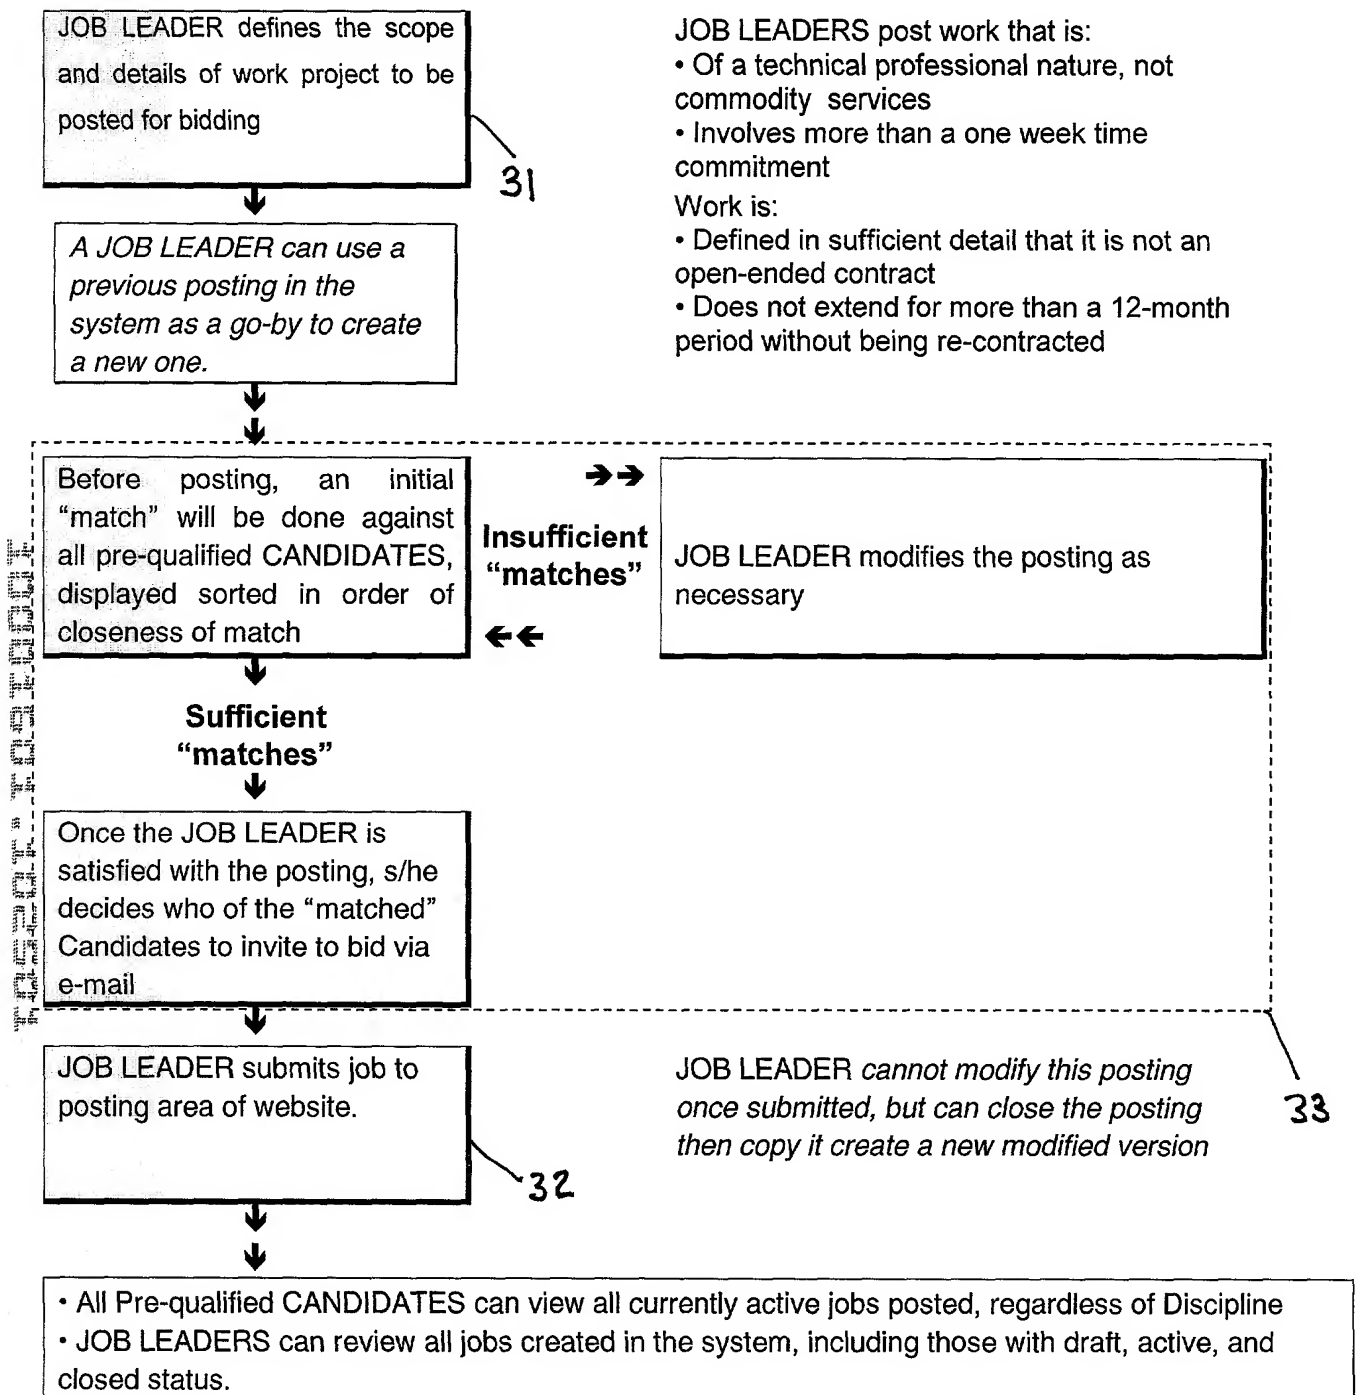 JOB LEADER defines the scope
and details of work project to be
posted for bidding
31
JOB LEADERS post work that is:
• Of a technical professional nature, not
commodity services
• Involves more than a one week time
commitment
Work is:
• Defined in sufficient detail that it is not an
open-ended contract
• Does not extend for more than a 12-month
period without being re-contracted
A JOB LEADER can use a
previous posting in the
system as a go-by to create
a new one.
Before posting, an initial
“match” will be done against
all pre-qualified CANDIDATES,
displayed sorted in order of
closeness of match
Insufficient
“matches”
JOB LEADER modifies the posting as
necessary
Sufficient
“matches”
Once the JOB LEADER is
satisfied with the posting, s/he
decides who of the “matched”
Candidates to invite to bid via
e-mail
33
JOB LEADER submits job to
posting area of website.
32
JOB LEADER cannot modify this posting
once submitted, but can close the posting
then copy it create a new modified version
• All Pre-qualified CANDIDATES can view all currently active jobs posted, regardless of Discipline
• JOB LEADERS can review all jobs created in the system, including those with draft, active, and
closed status.